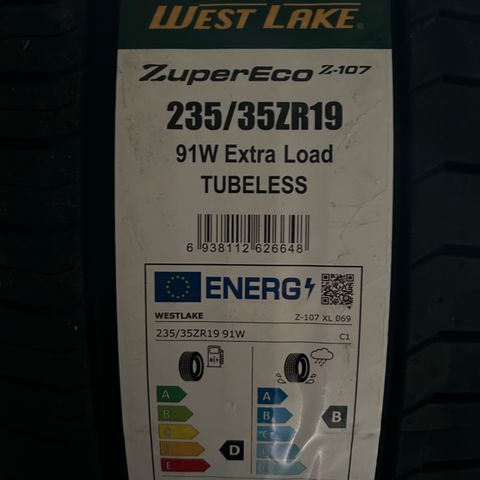 WEST LAKE®
ZuperEco Z-107
235/35ZR19
91W Extra Load
TUBELESS
6 938112 626648
ENERG
WESTLAKE Z-107 XL 069
235/35ZR19 91W C1
A A
B B B
C C
D D
E